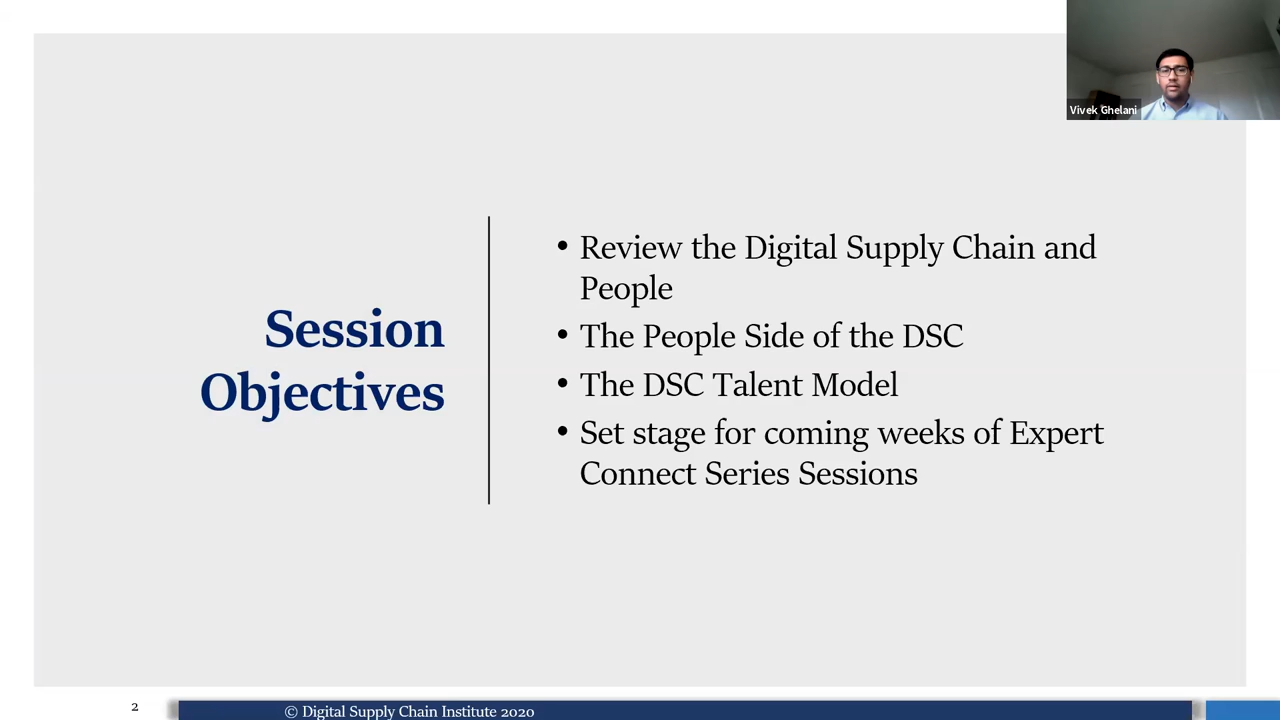 Vivek Ghelani
Session
Objectives
• Review the Digital Supply Chain and
People
• The People Side of the DSC
• The DSC Talent Model
• Set stage for coming weeks of Expert
Connect Series Sessions
2
© Digital Supply Chain Institute 2020